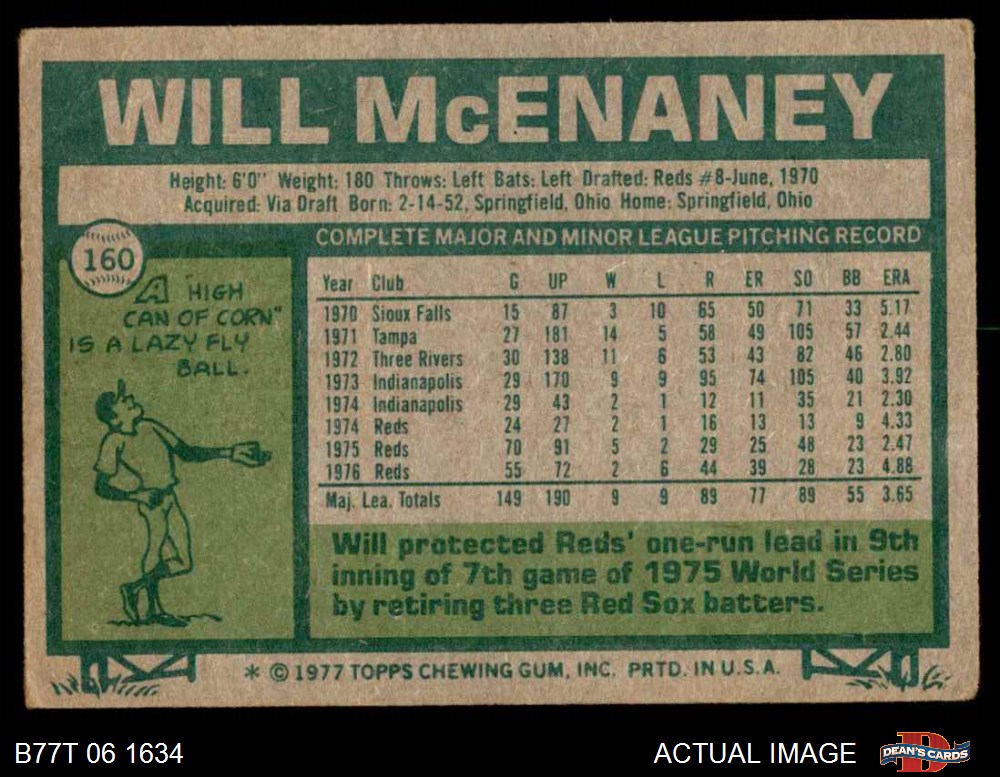 WILL McENANEY
Height: 6'0" Weight: 180 Throws: Left Bats: Left Drafted: Reds #8-June, 1970
Acquired: Via Draft Born: 2-14-52, Springfield, Ohio Home: Springfield, Ohio
160
A HIGH
CAN OF CORN"
IS A LAZY FLY
BALL.
COMPLETE MAJOR AND MINOR LEAGUE PITCHING RECORD
Year Club G UP W L R ER SO BB ERA
1970 Sioux Falls 15 87 3 10 65 50 71 33 5.17
1971 Tampa 27 181 14 5 58 49 105 57 2.44
1972 Three Rivers 30 138 11 6 53 43 82 46 2.80
1973 Indianapolis 29 170 9 9 95 74 105 40 3.92
1974 Indianapolis 29 43 2 1 12 11 35 21 2.30
1974 Reds 24 27 2 1 16 13 13 9 4.33
1975 Reds 70 91 5 2 29 25 48 23 2.47
1976 Reds 55 72 2 6 44 39 28 23 4.88
Maj. Lea. Totals 149 190 9 9 89 77 89 55 3.65
Will protected Reds' one-run lead in 9th
inning of 7th game of 1975 World Series
by retiring three Red Sox batters.
* © 1977 TOPPS CHEWING GUM, INC. PRTD. IN U.S.A.
B77T 06 1634
ACTUAL IMAGE
D
DEAN'S CARDS